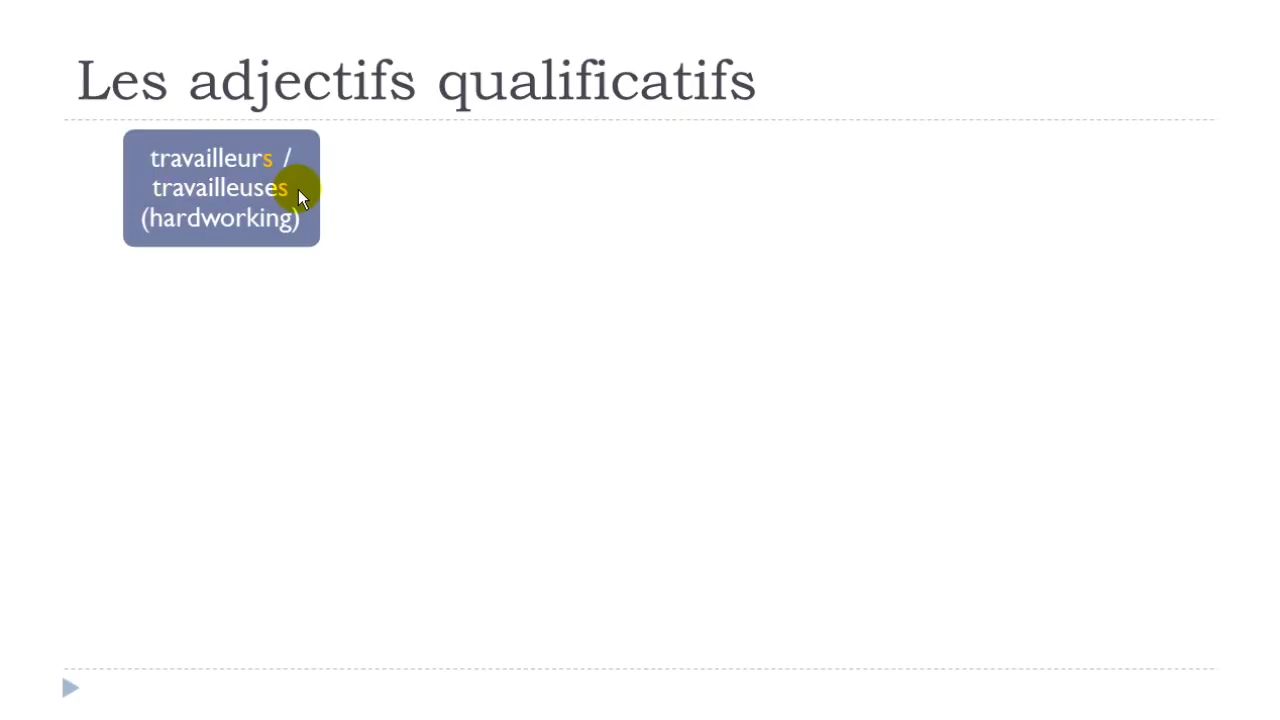 Les adjectifs qualificatifs
travailleurs /
travailleuses
(hardworking)